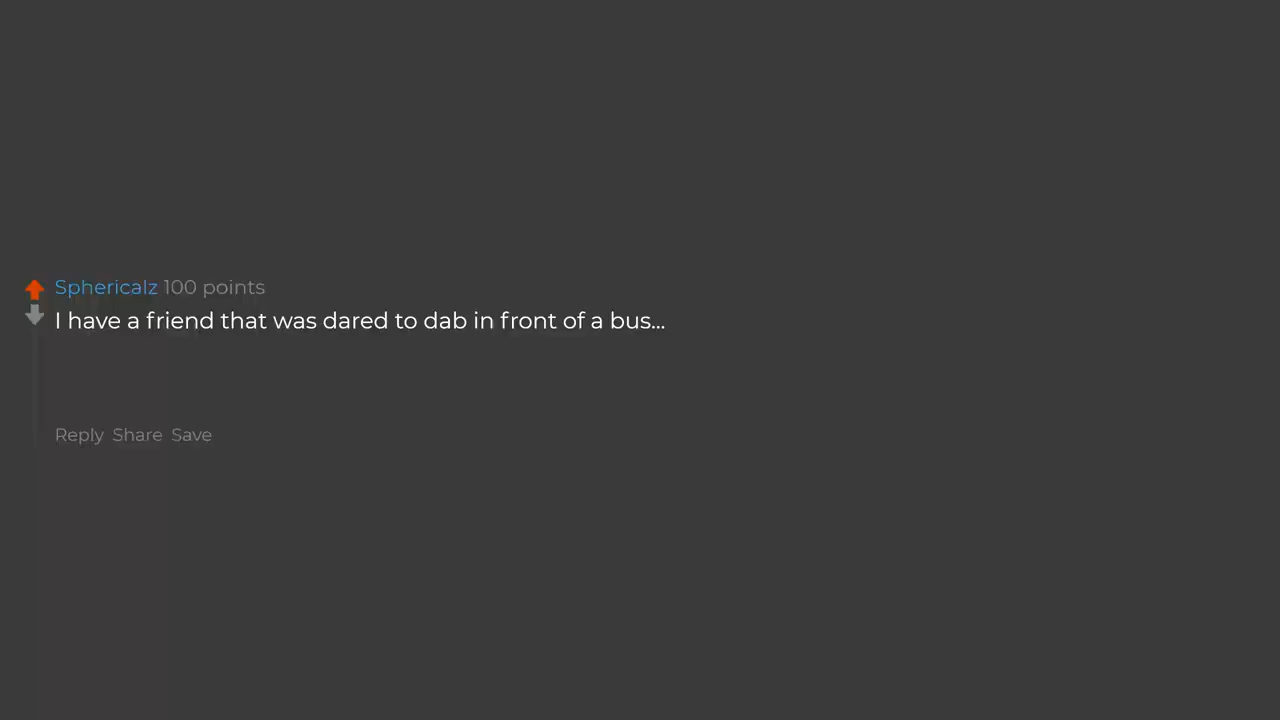 Sphericalz 100 points
I have a friend that was dared to dab in front of a bus...
Reply Share Save